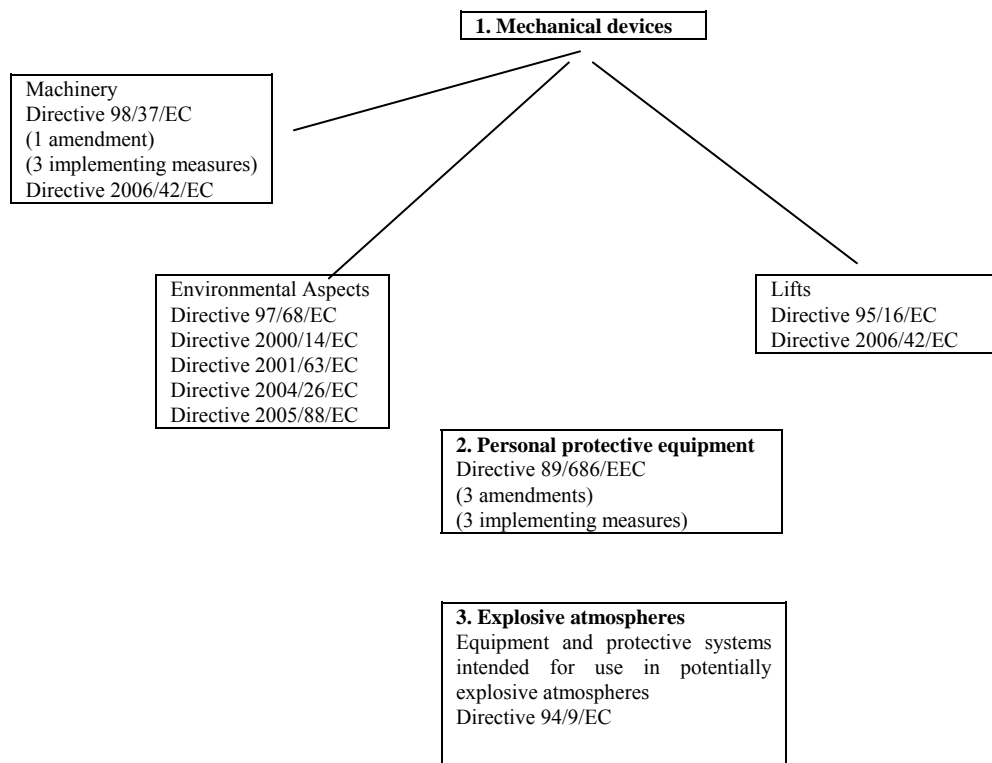 1. Mechanical devices
Machinery
Directive 98/37/EC
(1 amendment)
(3 implementing measures)
Directive 2006/42/EC
Environmental Aspects
Directive 97/68/EC
Directive 2000/14/EC
Directive 2001/63/EC
Directive 2004/26/EC
Directive 2005/88/EC
Lifts
Directive 95/16/EC
Directive 2006/42/EC
2. Personal protective equipment
Directive 89/686/EEC
(3 amendments)
(3 implementing measures)
3. Explosive atmospheres
Equipment and protective systems
intended for use in potentially
explosive atmospheres
Directive 94/9/EC